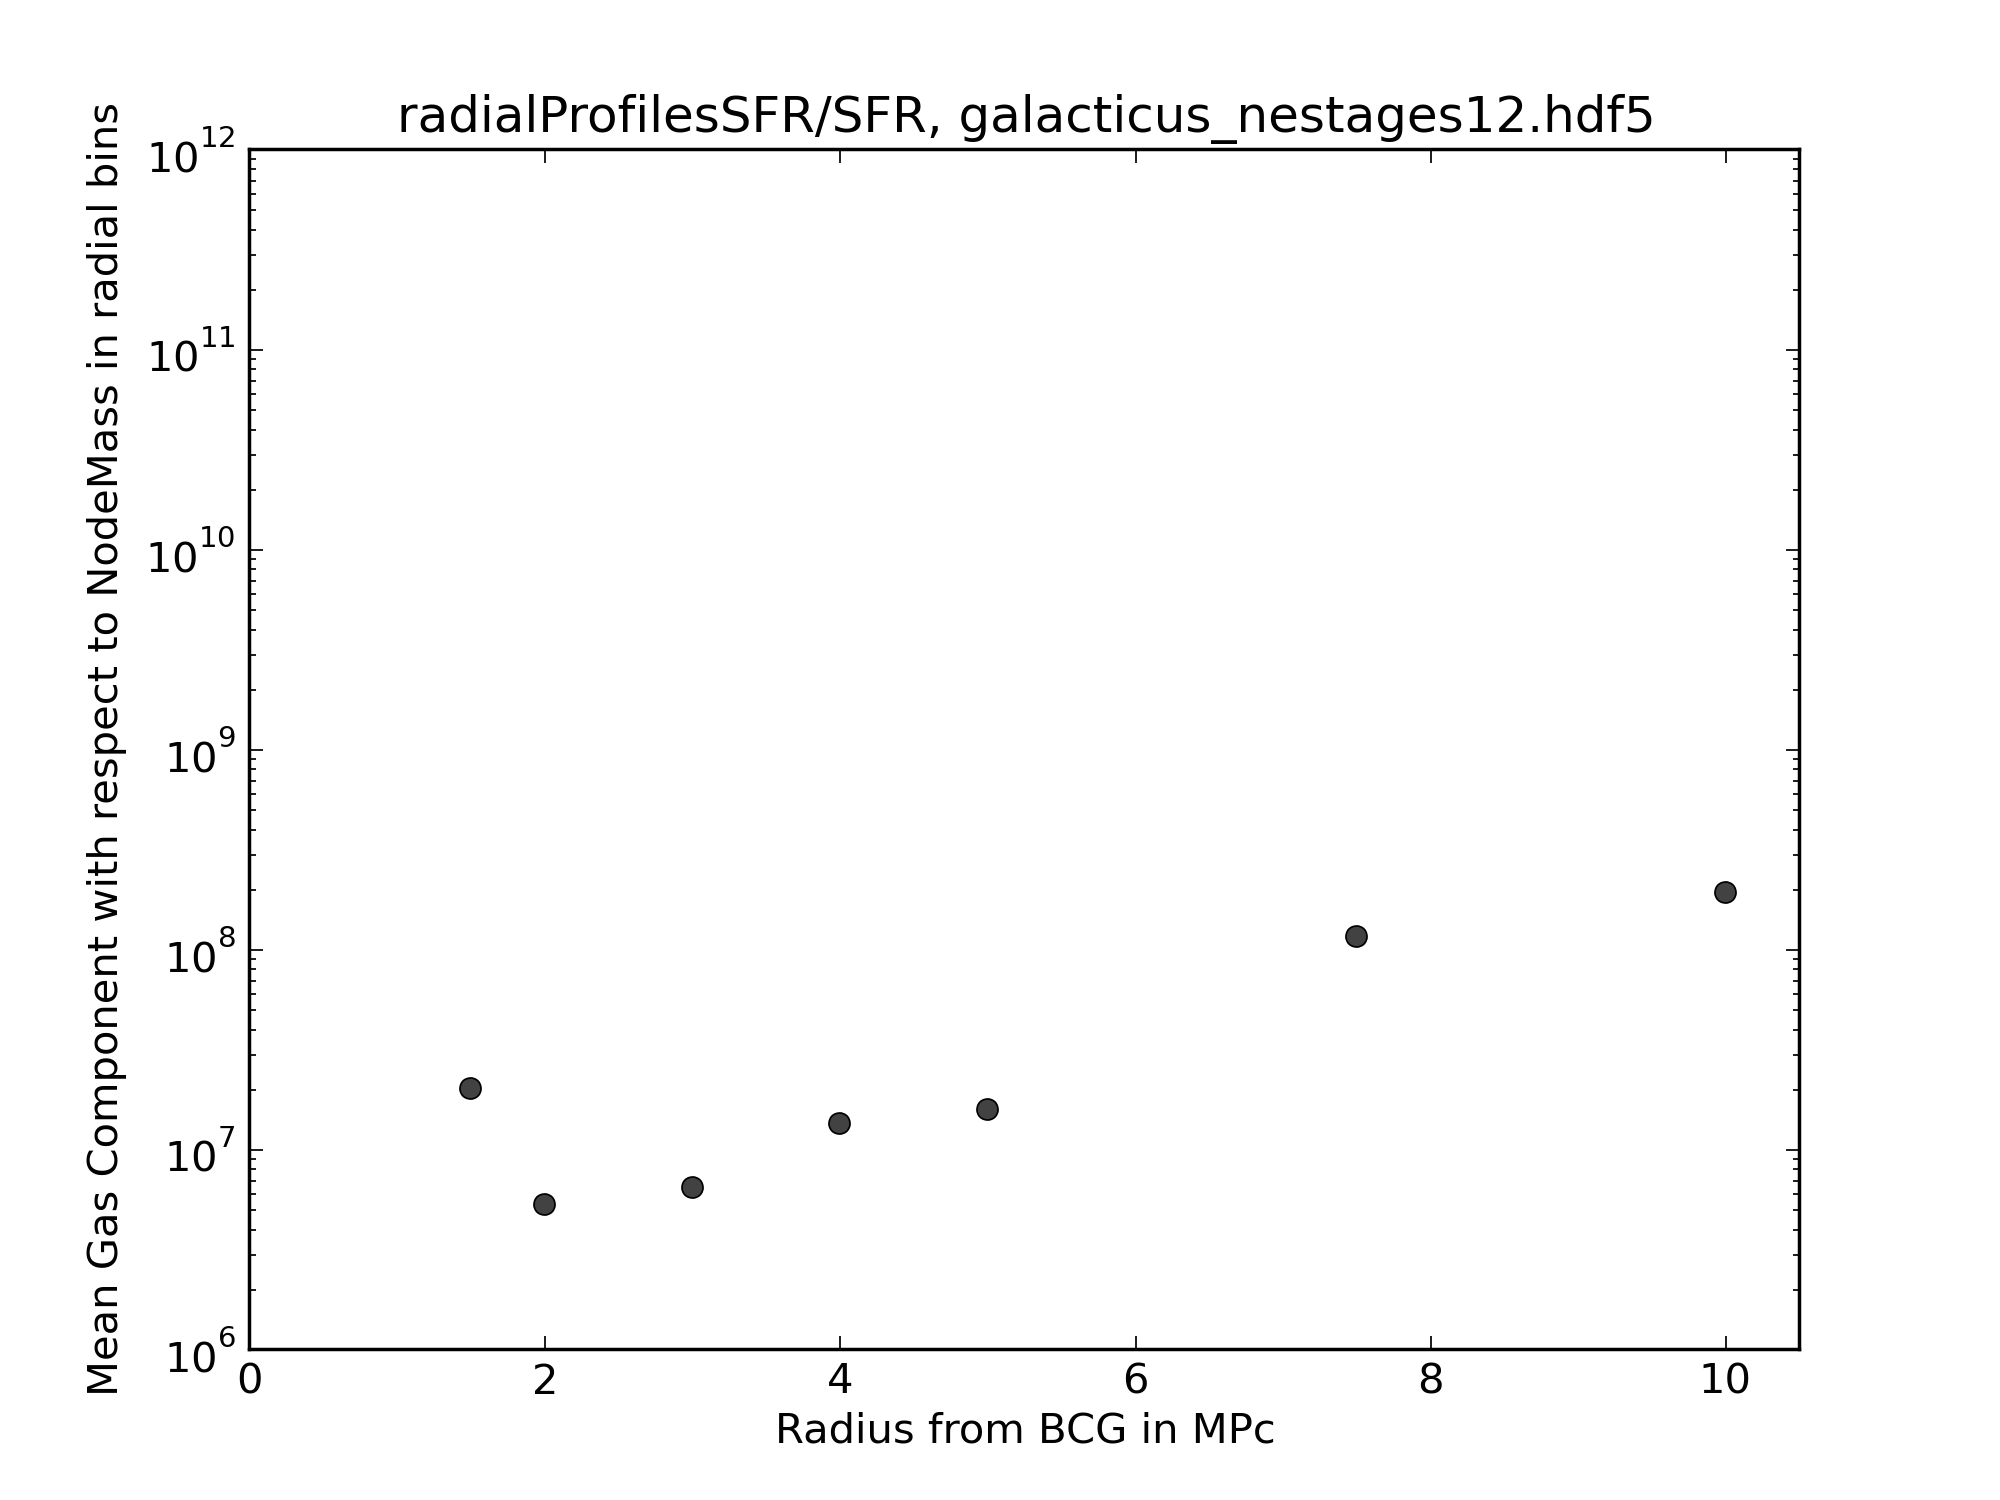 radialProfilesSFR/SFR, galacticus_nestages12.hdf5
Mean Gas Component with respect to NodeMass in radial bins
10^12
10^11
10^10
10^9
10^8
10^7
10^6
0 2 4 6 8 10
Radius from BCG in MPc